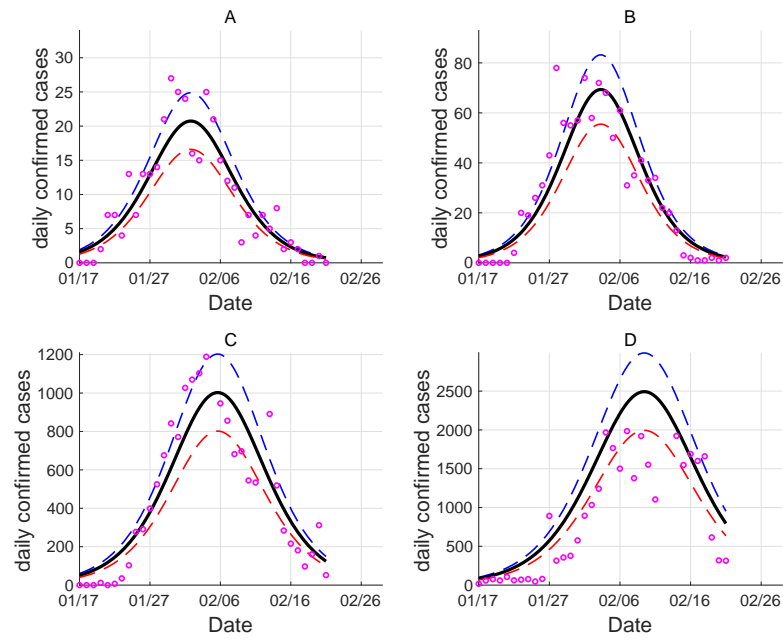 A
daily confirmed cases
35
30
25
20
15
10
5
0
01/17 01/27 02/06 02/16 02/26
Date
B
daily confirmed cases
80
60
40
20
0
01/17 01/27 02/06 02/16 02/26
Date
C
daily confirmed cases
1200
1000
800
600
400
200
0
01/17 01/27 02/06 02/16 02/26
Date
D
daily confirmed cases
2500
2000
1500
1000
500
0
01/17 01/27 02/06 02/16 02/26
Date